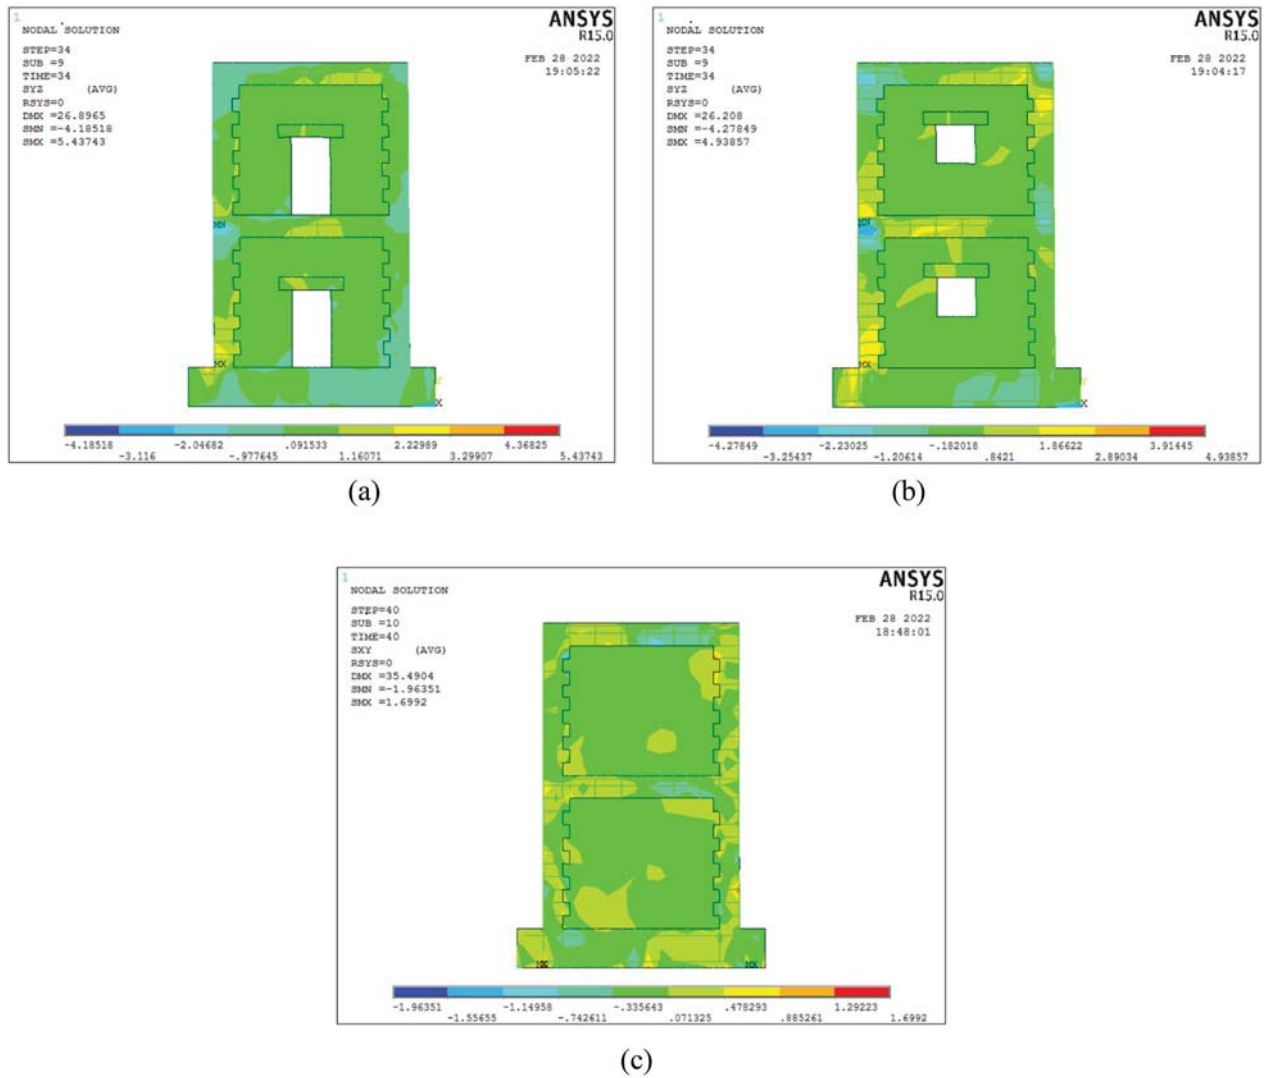 1
NODAL SOLUTION
STEP=34
SUB =9
TIME=34
SYZ (AVG)
RSYS=0
DMX =26.8965
SMN =-4.18518
SMX =5.43743
ANSYS
R15.0
FEB 28 2022
19:05:22
MN
MX
X
-4.18518 -2.04682 .091533 2.22989 4.36825
-3.116 -.977645 1.16071 3.29907 5.43743
(a)
1
NODAL SOLUTION
STEP=34
SUB =9
TIME=34
SYZ (AVG)
RSYS=0
DMX =26.208
SMN =-4.27849
SMX =4.93857
ANSYS
R15.0
FEB 28 2022
19:04:17
MN
MX
X
-4.27849 -2.23025 -.182018 1.86622 3.91445
-3.25437 -1.20614 .8421 2.89034 4.93857
(b)
1
NODAL SOLUTION
STEP=40
SUB =10
TIME=40
SXY (AVG)
RSYS=0
DMX =35.4904
SMN =-1.96351
SMX =1.6992
ANSYS
R15.0
FEB 28 2022
18:48:01
-1.96351 -1.14958 -.335643 .478293 1.29223
-1.55655 -.742611 .071325 .885261 1.6992
(c)